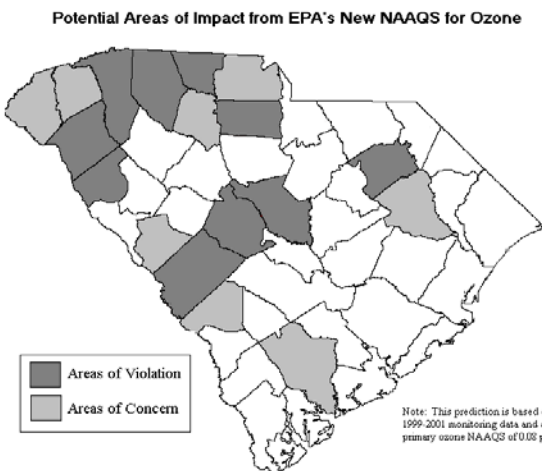 Potential Areas of Impact from EPA's New NAAQS for Ozone
Areas of Violation
Areas of Concern
Note: This prediction is based
1999-2001 monitoring data and
primary ozone NAAQS of 0.08